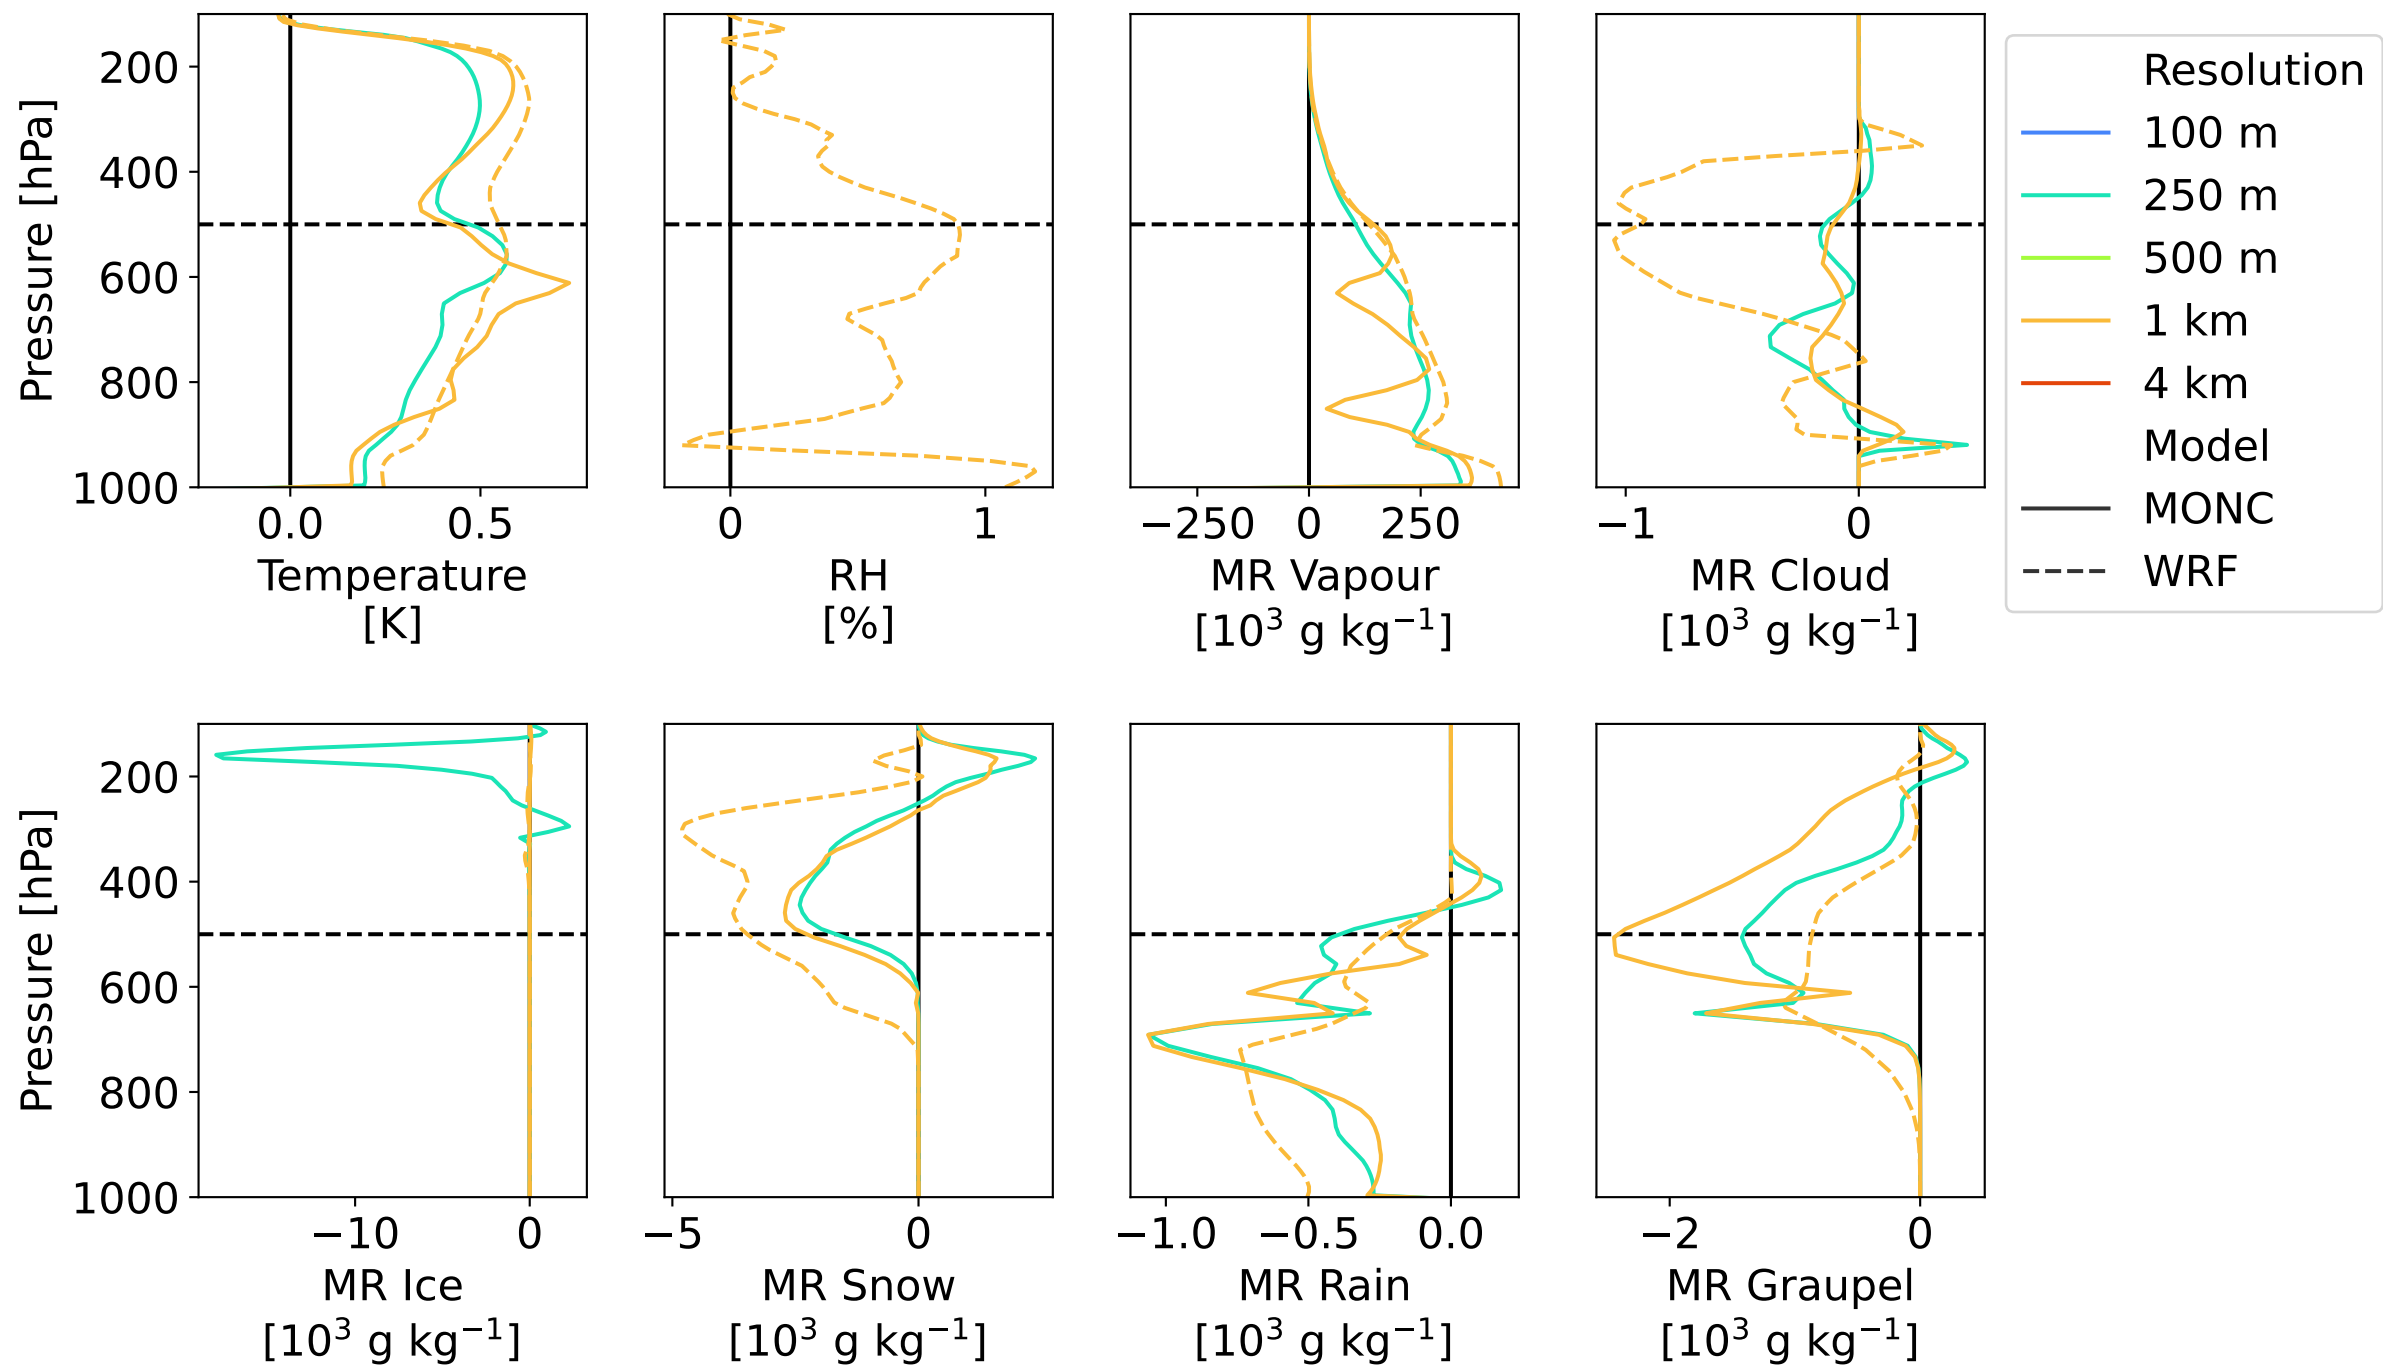 Pressure [hPa]
200
400
600
800
1000
0.0 0.5
Temperature
[K]
0 1
RH
[%]
−250 0 250
MR Vapour
[10³ g kg⁻¹]
−1 0
MR Cloud
[10³ g kg⁻¹]
Resolution
100 m
250 m
500 m
1 km
4 km
Model
MONC
WRF
Pressure [hPa]
200
400
600
800
1000
−10 0
MR Ice
[10³ g kg⁻¹]
−5 0
MR Snow
[10³ g kg⁻¹]
−1.0 −0.5 0.0
MR Rain
[10³ g kg⁻¹]
−2 0
MR Graupel
[10³ g kg⁻¹]